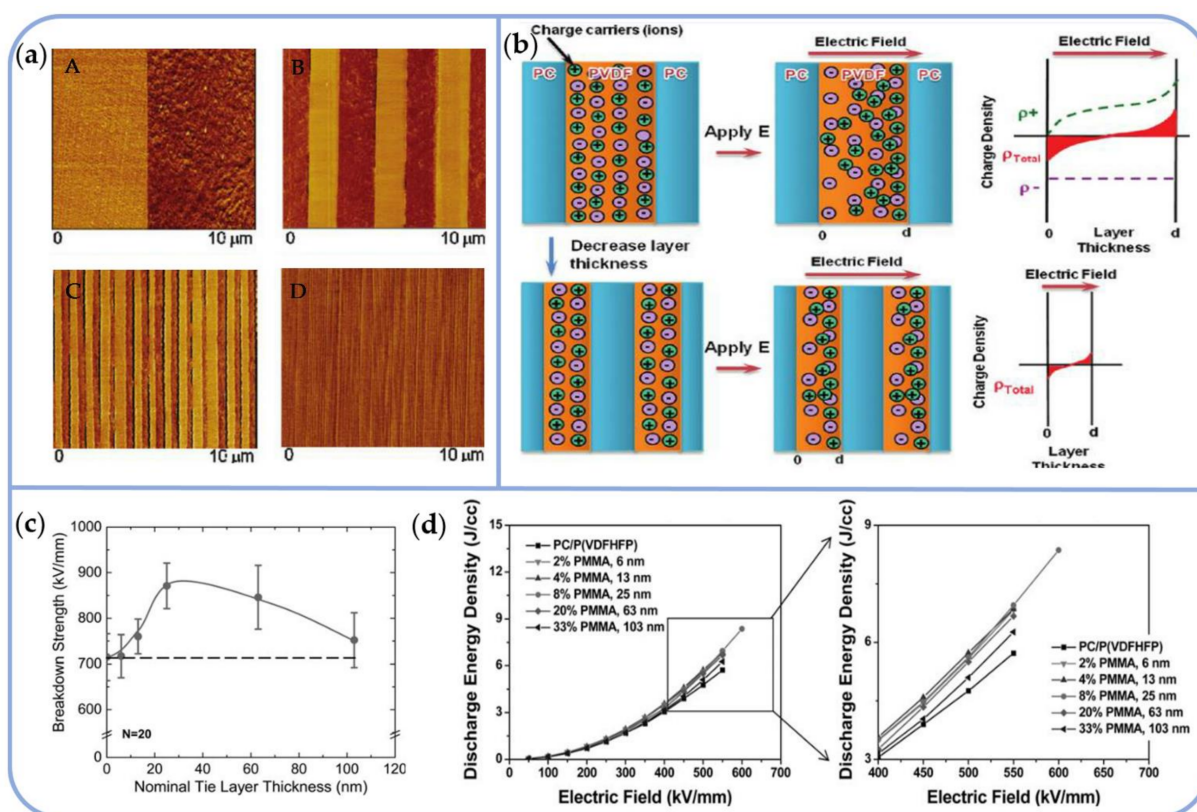 (a)
A
0
10 μm
B
0
10 μm
C
0
10 μm
D
0
10 μm
(b)
Charge carriers (ions)
PC
PVDF
PC
Apply E
Electric Field
PC
PVDF
PC
0
d
Electric Field
Charge Density
ρ+
ρTotal
ρ-
0
d
Layer
Thickness
Decrease layer
thickness
Apply E
Electric Field
0
d
Electric Field
Charge Density
ρTotal
0
d
Layer
Thickness
(c)
Breakdown Strength (kV/mm)
1000
900
800
700
600
0
N=20
0
20
40
60
80
100
120
Nominal Tie Layer Thickness (nm)
(d)
Discharge Energy Density (J/cc)
15
12
9
6
3
0
PC/P(VDFHFP)
2% PMMA, 6 nm
4% PMMA, 13 nm
8% PMMA, 25 nm
20% PMMA, 63 nm
33% PMMA, 103 nm
0
100
200
300
400
500
600
700
Electric Field (kV/mm)
Discharge Energy Density (J/cc)
9
6
3
PC/P(VDFHFP)
2% PMMA, 6 nm
4% PMMA, 13 nm
8% PMMA, 25 nm
20% PMMA, 63 nm
33% PMMA, 103 nm
400
450
500
550
600
650
700
Electric Field (kV/mm)